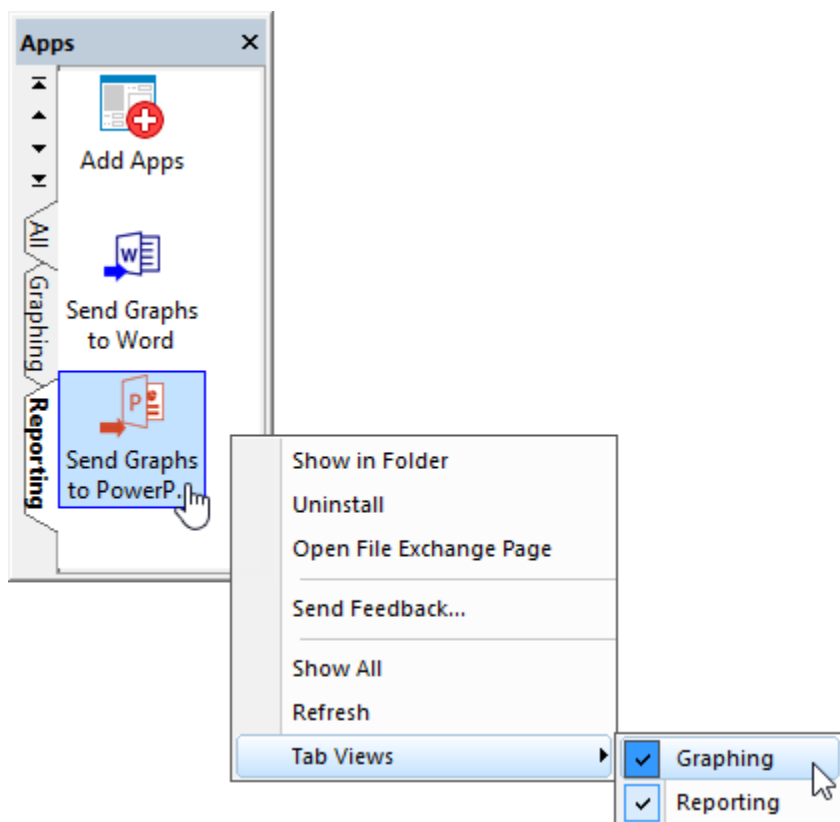 Apps
Add Apps
All
Graphing
Reporting
W
Send Graphs
to Word
P
Send Graphs
to PowerP...
Show in Folder
Uninstall
Open File Exchange Page
Send Feedback...
Show All
Refresh
Tab Views
Graphing
Reporting